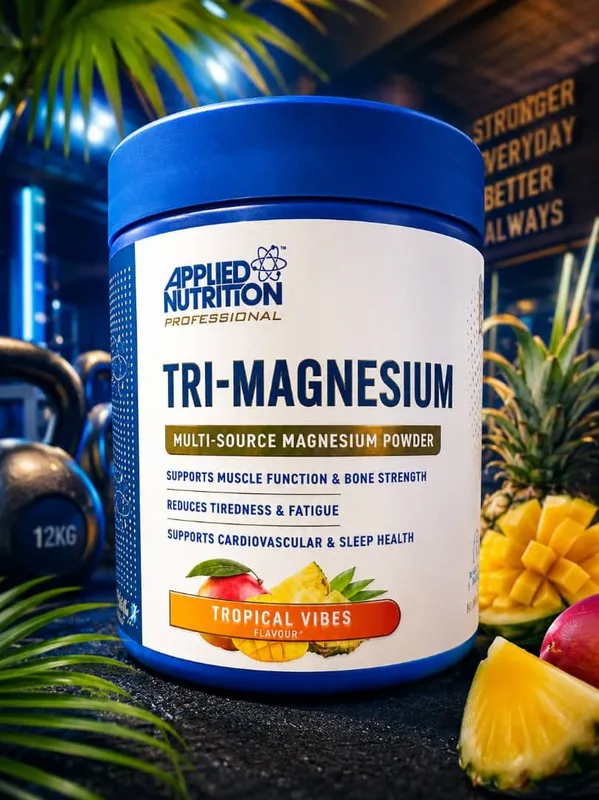 STRONGER
EVERYDAY
BETTER
ALWAYS
APPLIED
NUTRITION
™
PROFESSIONAL
TRI-MAGNESIUM
MULTI-SOURCE MAGNESIUM POWDER
SUPPORTS MUSCLE FUNCTION & BONE STRENGTH
REDUCES TIREDNESS & FATIGUE
SUPPORTS CARDIOVASCULAR & SLEEP HEALTH
12KG
TROPICAL VIBES
FLAVOUR*